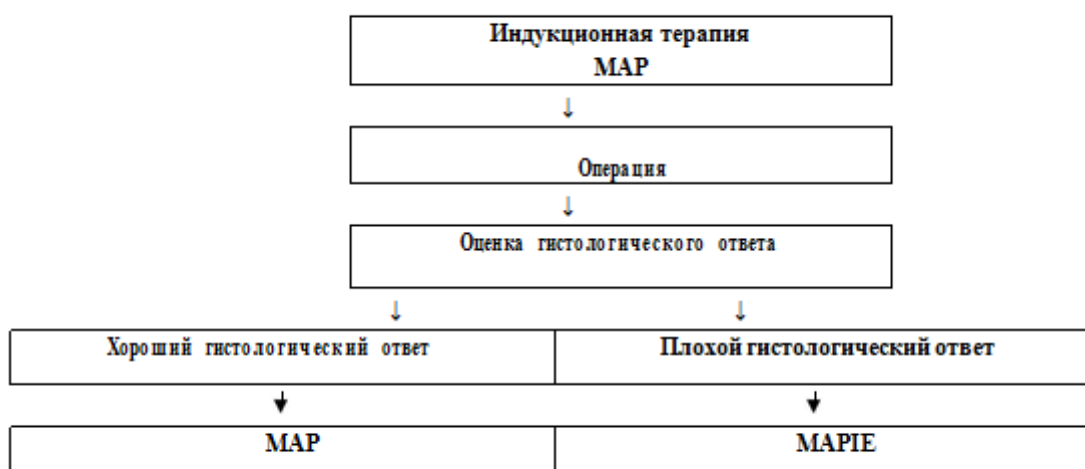 Индукционная терапия
MAP
↓
Операция
↓
Оценка гистологического ответа
↓ ↓
Хороший гистологический ответ Плохой гистологический ответ
↓ ↓
MAP MAPIE